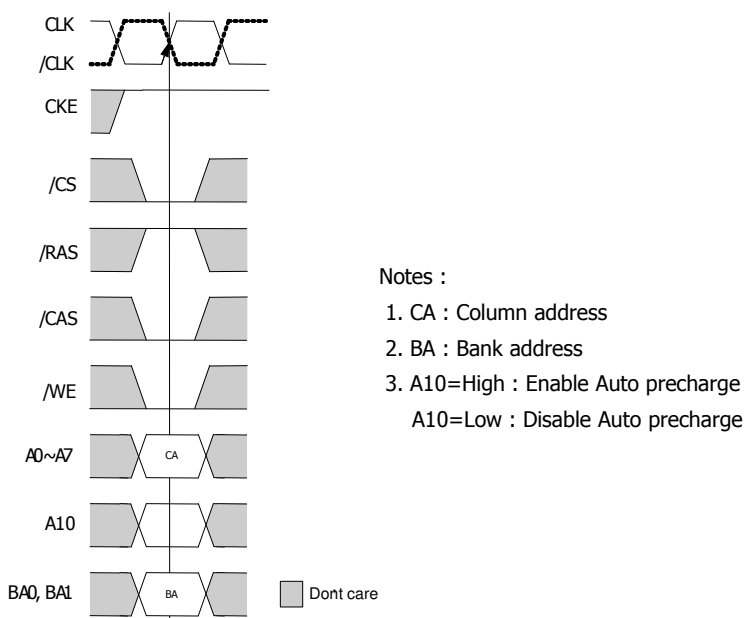 CLK
/CLK
CKE
/CS
/RAS
/CAS
/WE
A0~A7
CA
A10
BA0, BA1
BA
Dont care
Notes :
1. CA : Column address
2. BA : Bank address
3. A10=High : Enable Auto precharge
A10=Low : Disable Auto precharge